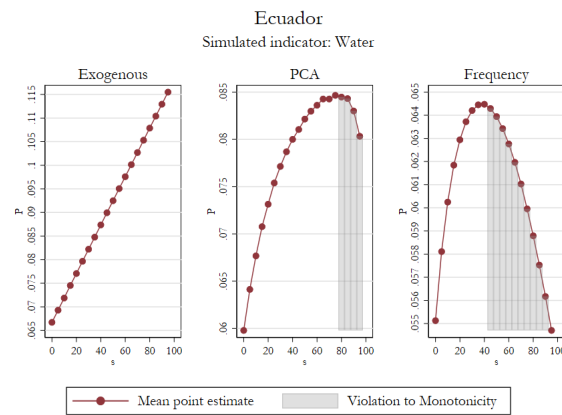 Ecuador
Simulated indicator: Water
Exogenous
PCA
Frequency
P
.065 .07 .075 .08 .085 .09 .095 .1 .105 .11 .115
0 20 40 60 80 100
s
P
.06 .065 .07 .075 .08 .085
0 20 40 60 80 100
s
P
.055 .056 .057 .058 .059 .06 .061 .062 .063 .064 .065
0 20 40 60 80 100
s
Mean point estimate
Violation to Monotonicity